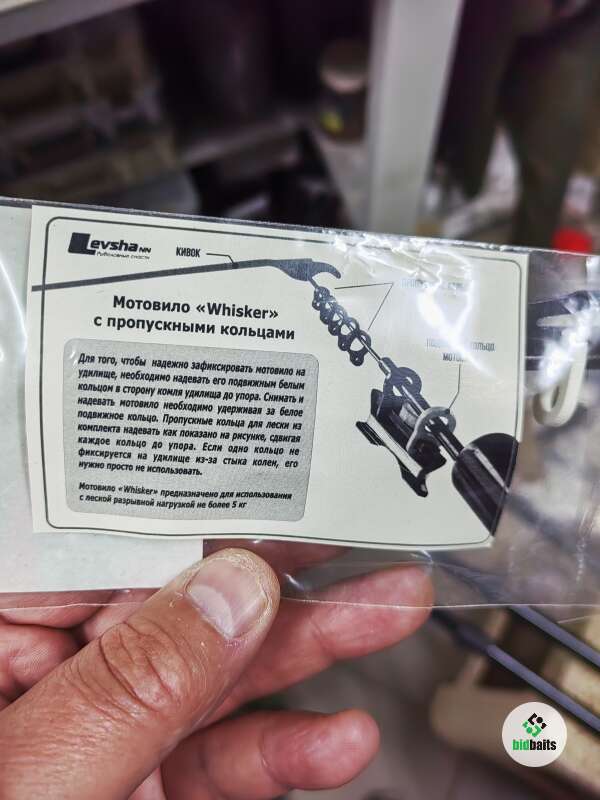 Levsha NN
Рыболовные снасти
КИВОК
Мотовило «Whisker»
с пропускными кольцами
Для того, чтобы надежно зафиксировать мотовило на
удилище, необходимо надевать его подвижным белым
кольцом в сторону комля удилища до упора. Снимать и
надевать мотовило необходимо удерживая за белое
подвижное кольцо. Пропускные кольца для лески из
комплекта надевать как показано на рисунке, сдвигая
каждое кольцо до упора. Если одно кольцо не
фиксируется на удилище из-за стыка колен, его
нужно просто не использовать.
Мотовило «Whisker» предназначено для использования
с леской разрывной нагрузкой не более 5 кг
bidbaits